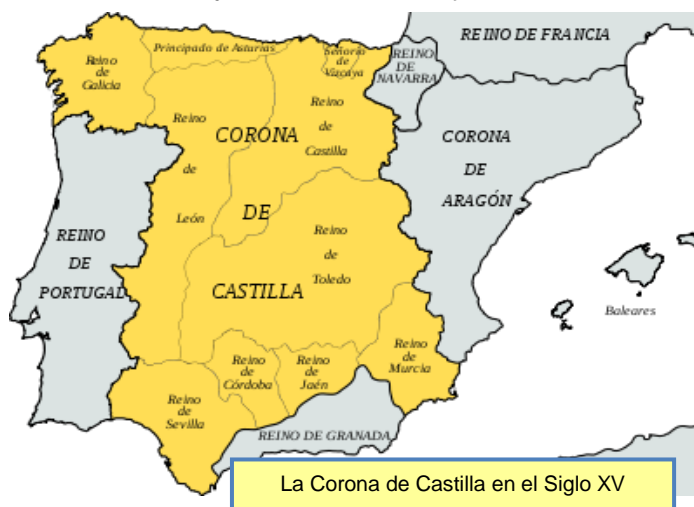 REINO DE FRANCIA
Principado de Asturias
Señorío
de
Vizcaya
REINO
DE
NAVARRA
Reino
de
Galicia
Reino
de
León
Reino
de
Castilla
CORONA
DE
CASTILLA
CORONA
DE
ARAGÓN
Reino
de
Toledo
REINO
DE
PORTUGAL
Baleares
Reino
de
Murcia
Reino
de
Córdoba
Reino
de
Jaén
Reino
de
Sevilla
REINO DE GRANADA
La Corona de Castilla en el Siglo XV